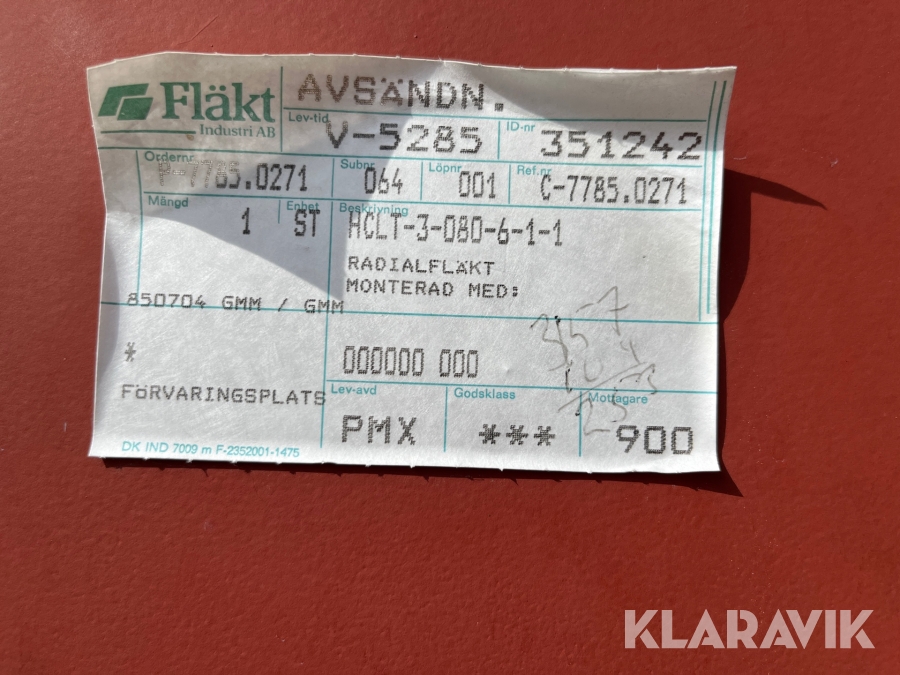 Fläkt
Industri AB
AVSÄNDN.
Lev-tid
V-5285
ID-nr
351242
Ordernr
P-7785.0271
Subnr
064
Löpnr
001
Ref.nr
C-7785.0271
Mängd
1
Enhet
ST
Beskrivning
HCLT-3-080-6-1-1
RADIALFLÄKT
MONTERAD MED:
850704 GMM / GMM
*
000000 000
FÖRVARINGSPLATS
Lev-avd
PMX
Godsklass
***
Mottagare
900
DK IND 7009 m F-2352001-1475
KLARAVIK